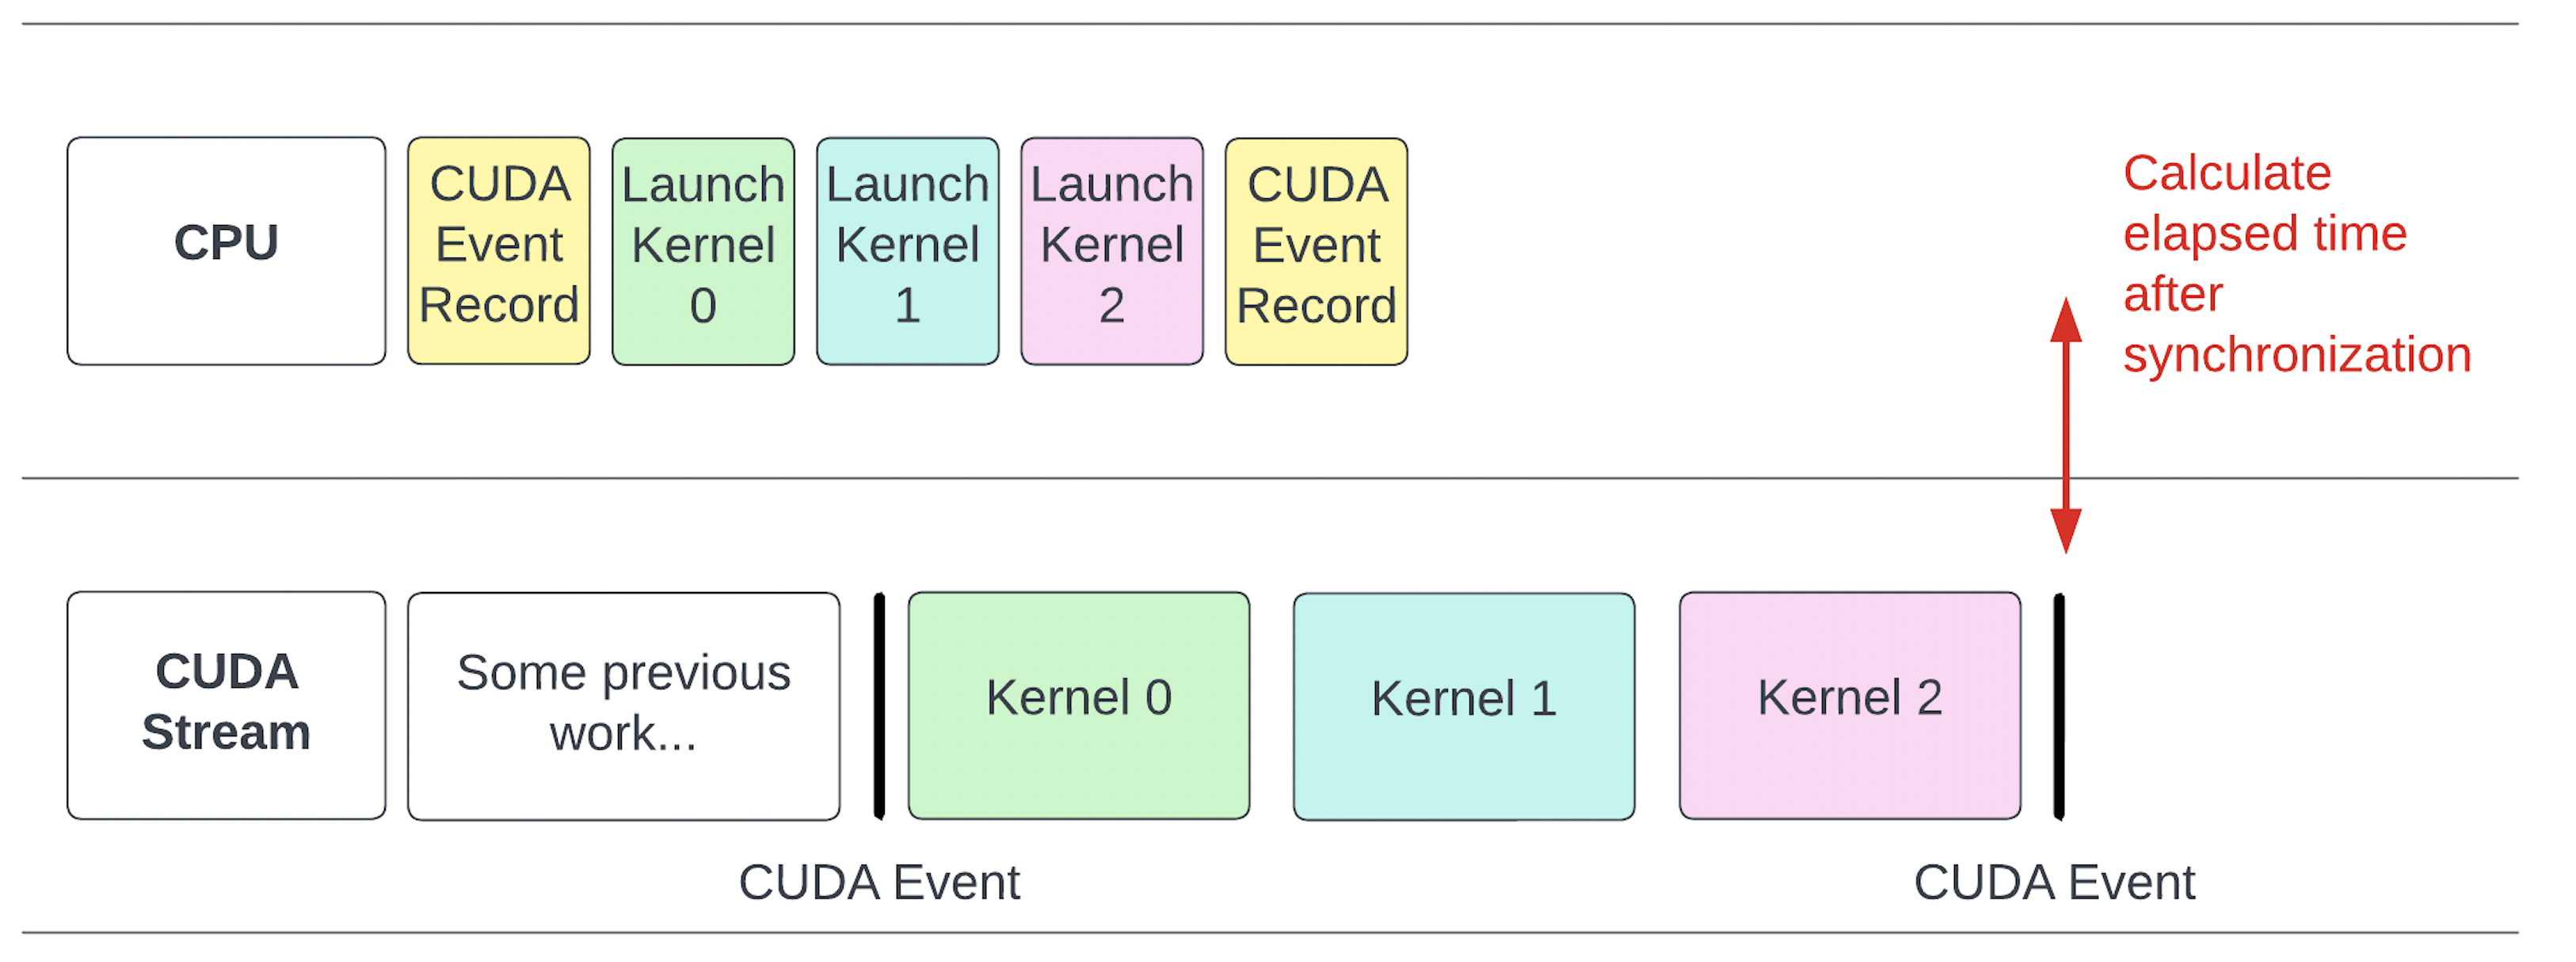 CPU
CUDA
Event
Record
Launch
Kernel
0
Launch
Kernel
1
Launch
Kernel
2
CUDA
Event
Record
Calculate
elapsed time
after
synchronization
CUDA
Stream
Some previous
work...
Kernel 0
Kernel 1
Kernel 2
CUDA Event
CUDA Event